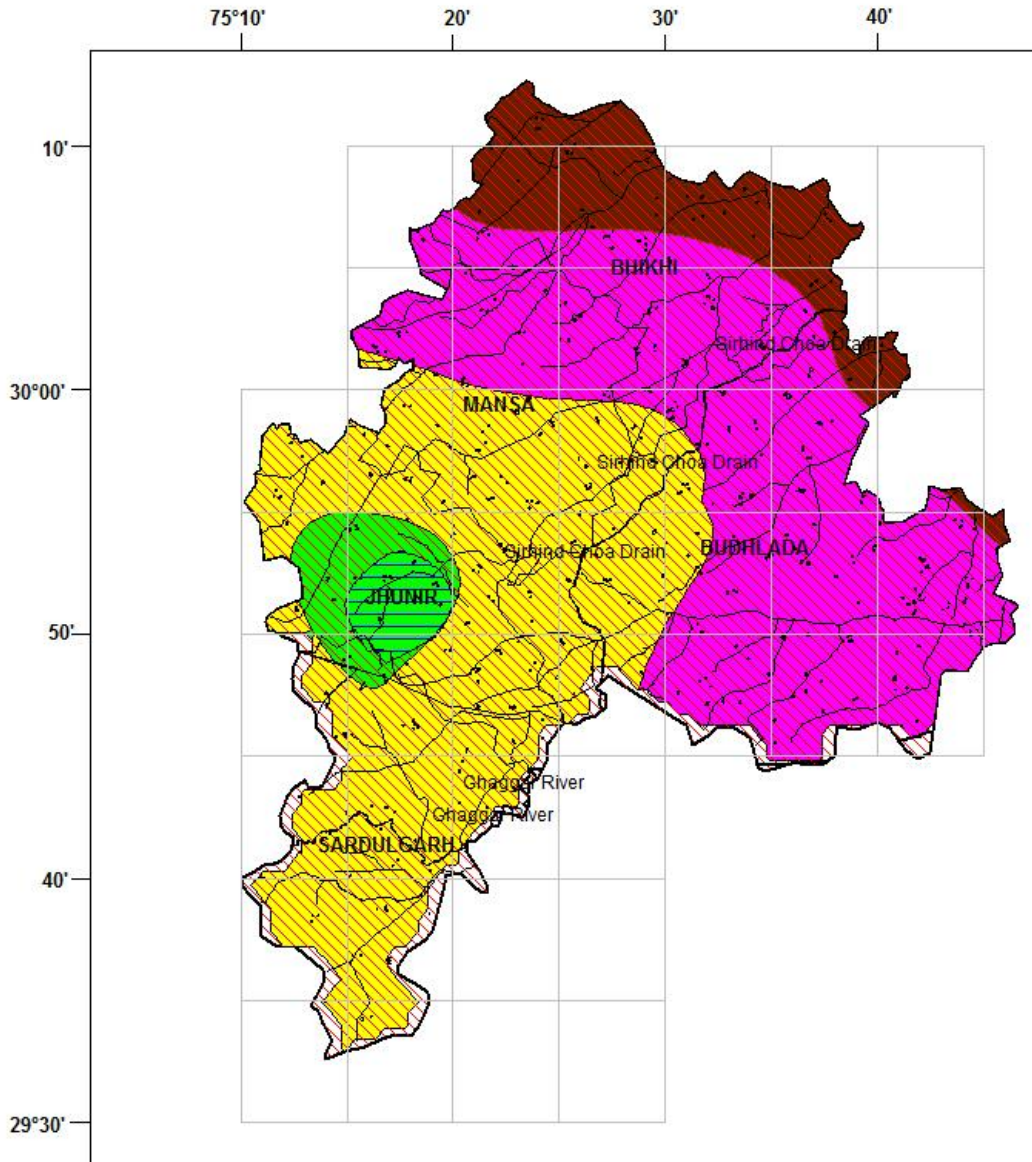 75°10' 20' 30' 40'
10'
BHIKHI
Sirhind Choa Drain
30°00'
MANSA
Sirhind Choa Drain
BUDHLADA
Sirhind Choa Drain
JHUNIR
50'
Ghaggar River
Ghaggar River
SARDULGARH
40'
29°30'